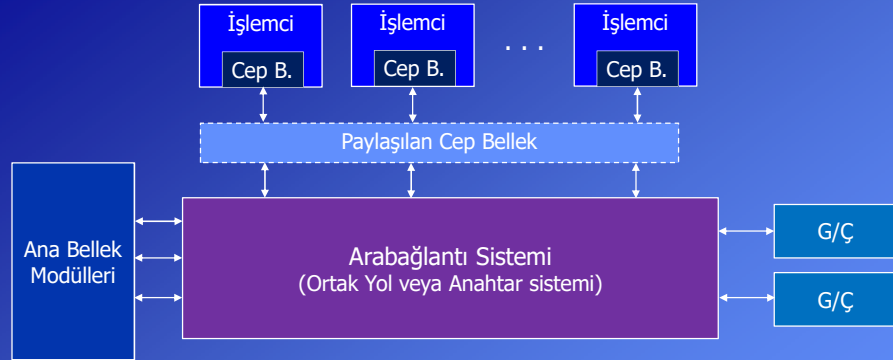 İşlemci
İşlemci
. . .
İşlemci
Cep B.
Cep B.
Cep B.
Paylaşılan Cep Bellek
Ana Bellek
Modülleri
Arabağlantı Sistemi
(Ortak Yol veya Anahtar sistemi)
G/Ç
G/Ç